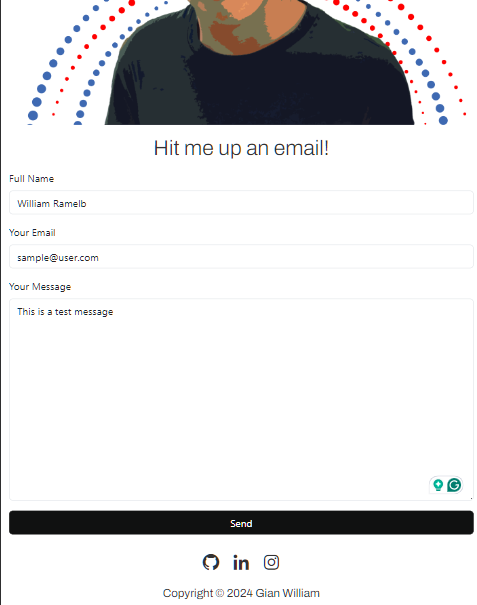 Hit me up an email!
Full Name
William Ramelb
Your Email
sample@user.com
Your Message
This is a test message
Send
Copyright © 2024 Gian William